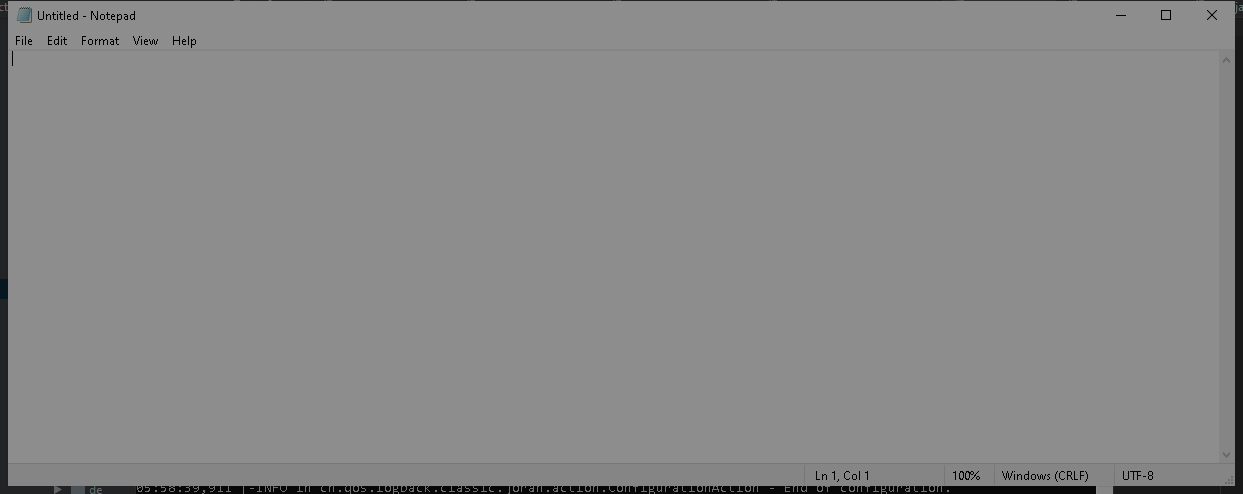 Untitled - Notepad
File Edit Format View Help
Ln 1, Col 1 100% Windows (CRLF) UTF-8
de 05:58:39,911 |-INFO in ch.qos.logback.classic.joran.action.ConfigurationAction - End of configuration.